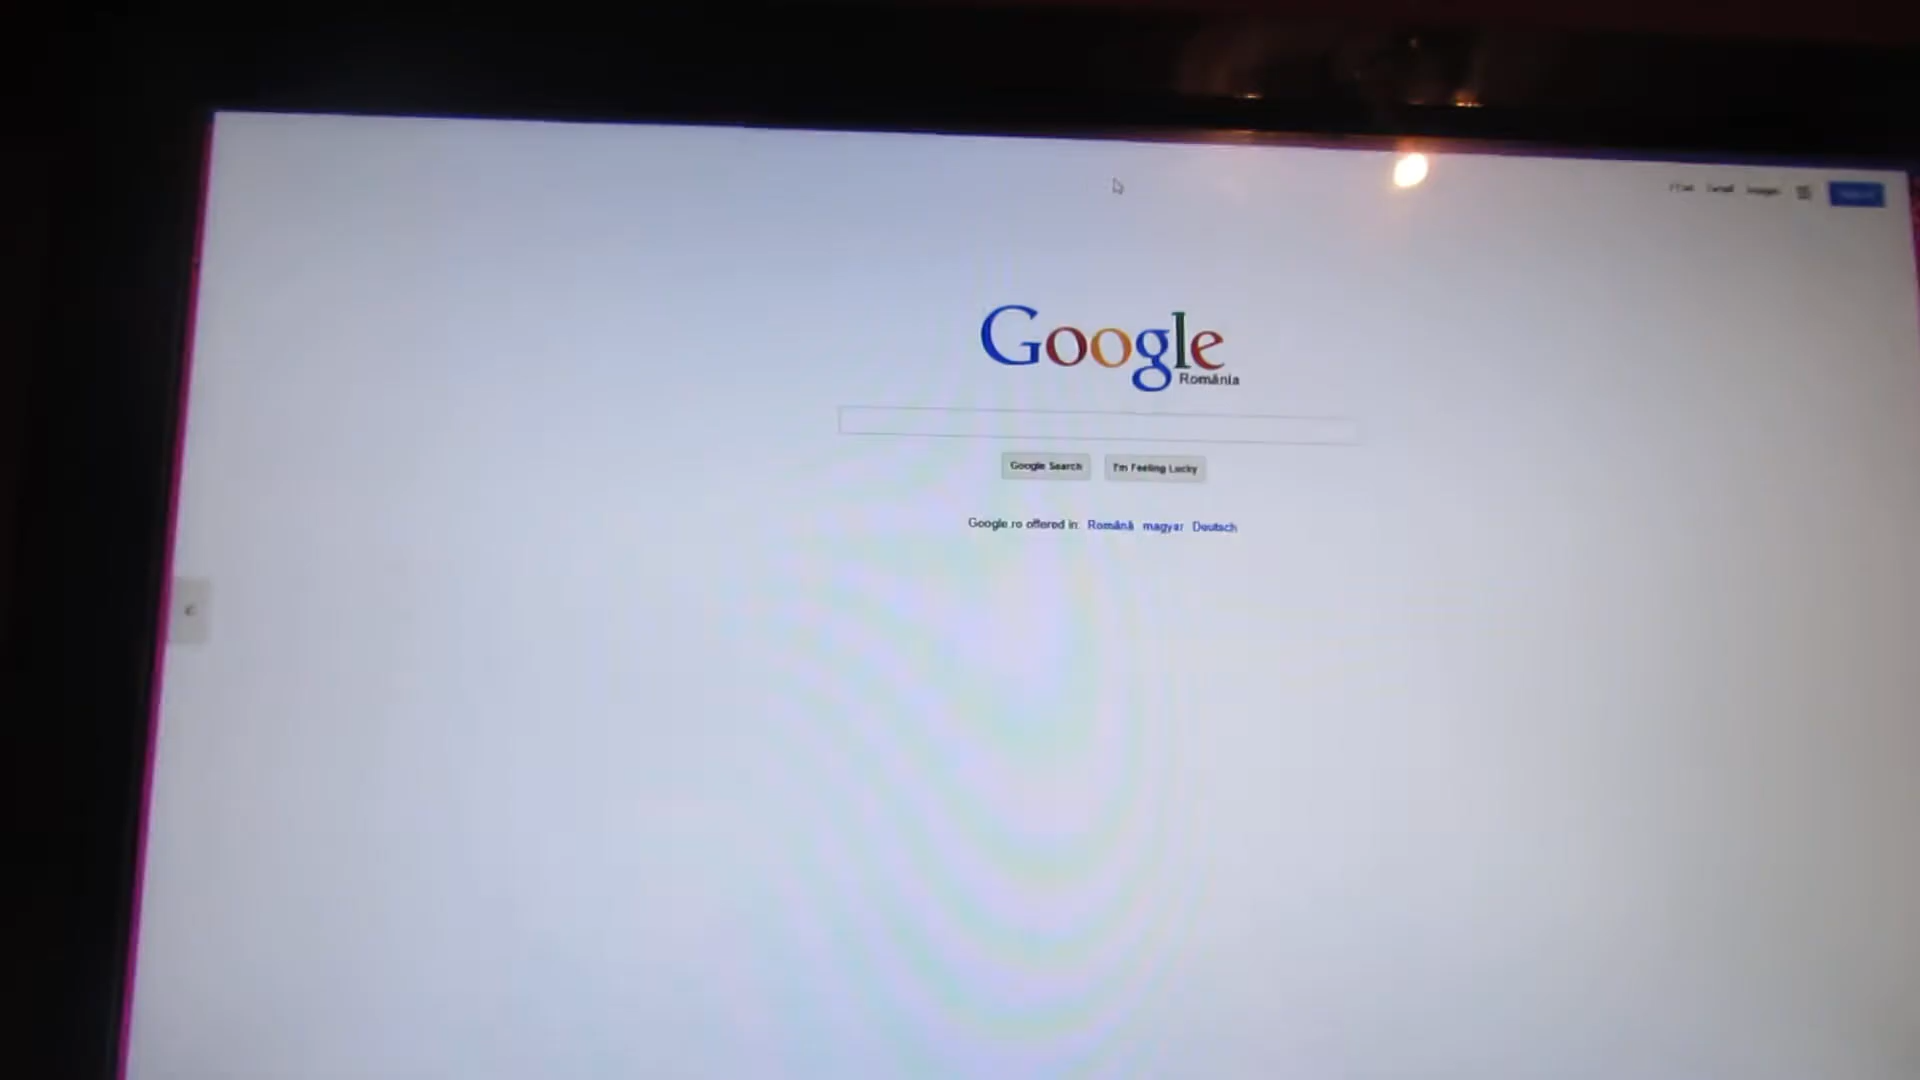 Google
România
Google Search I'm Feeling Lucky
Google.ro offered in: Română magyar Deutsch